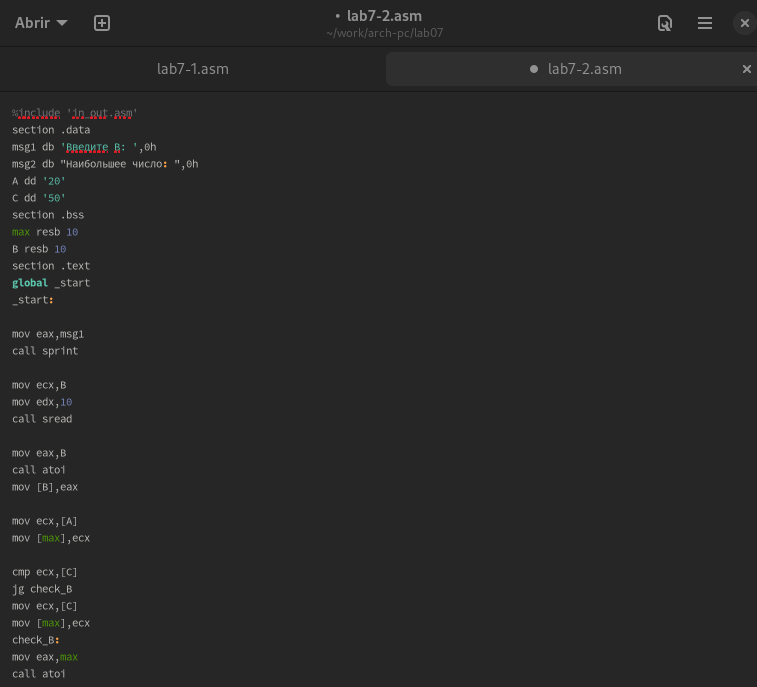 Abrir
• lab7-2.asm
~/work/arch-pc/lab07
lab7-1.asm
lab7-2.asm
%include 'in_out.asm'
section .data
msg1 db 'Введите B: ',0h
msg2 db "Наибольшее число: ",0h
A dd '20'
C dd '50'
section .bss
max resb 10
B resb 10
section .text
global _start
_start:
mov eax,msg1
call sprint
mov ecx,B
mov edx,10
call sread
mov eax,B
call atoi
mov [B],eax
mov ecx,[A]
mov [max],ecx
cmp ecx,[C]
jg check_B
mov ecx,[C]
mov [max],ecx
check_B:
mov eax,max
call atoi